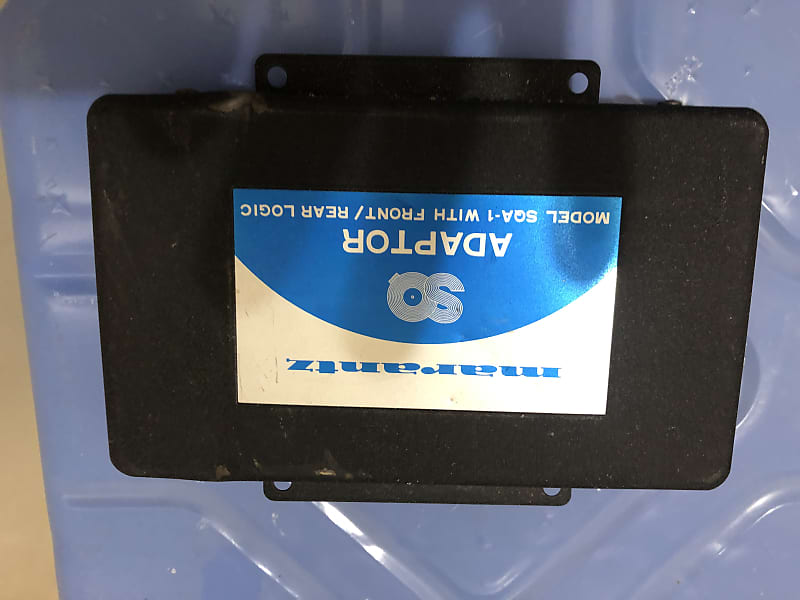 marantz
SQ
ADAPTOR
MODEL SQA-1 WITH FRONT/REAR LOGIC